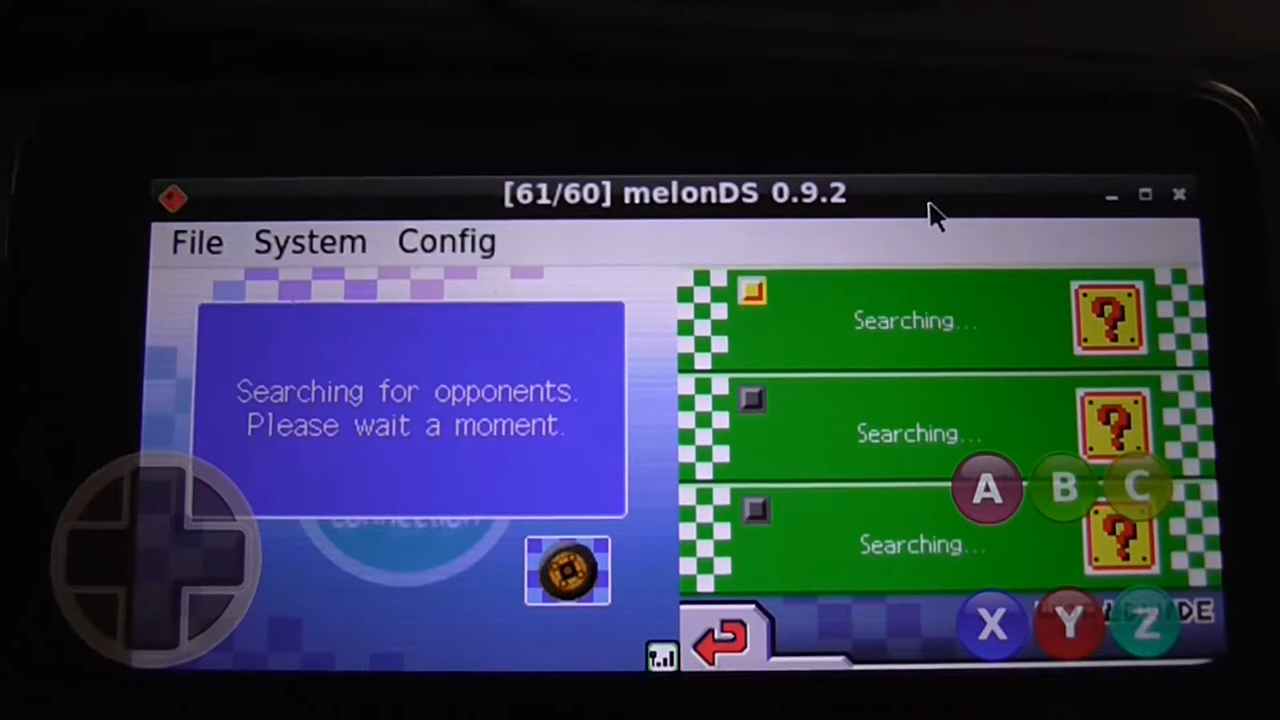 [61/60] melonDS 0.9.2
File System Config
Searching for opponents.
Please wait a moment.
Searching...
Searching...
Searching...
A B C
X Y Z